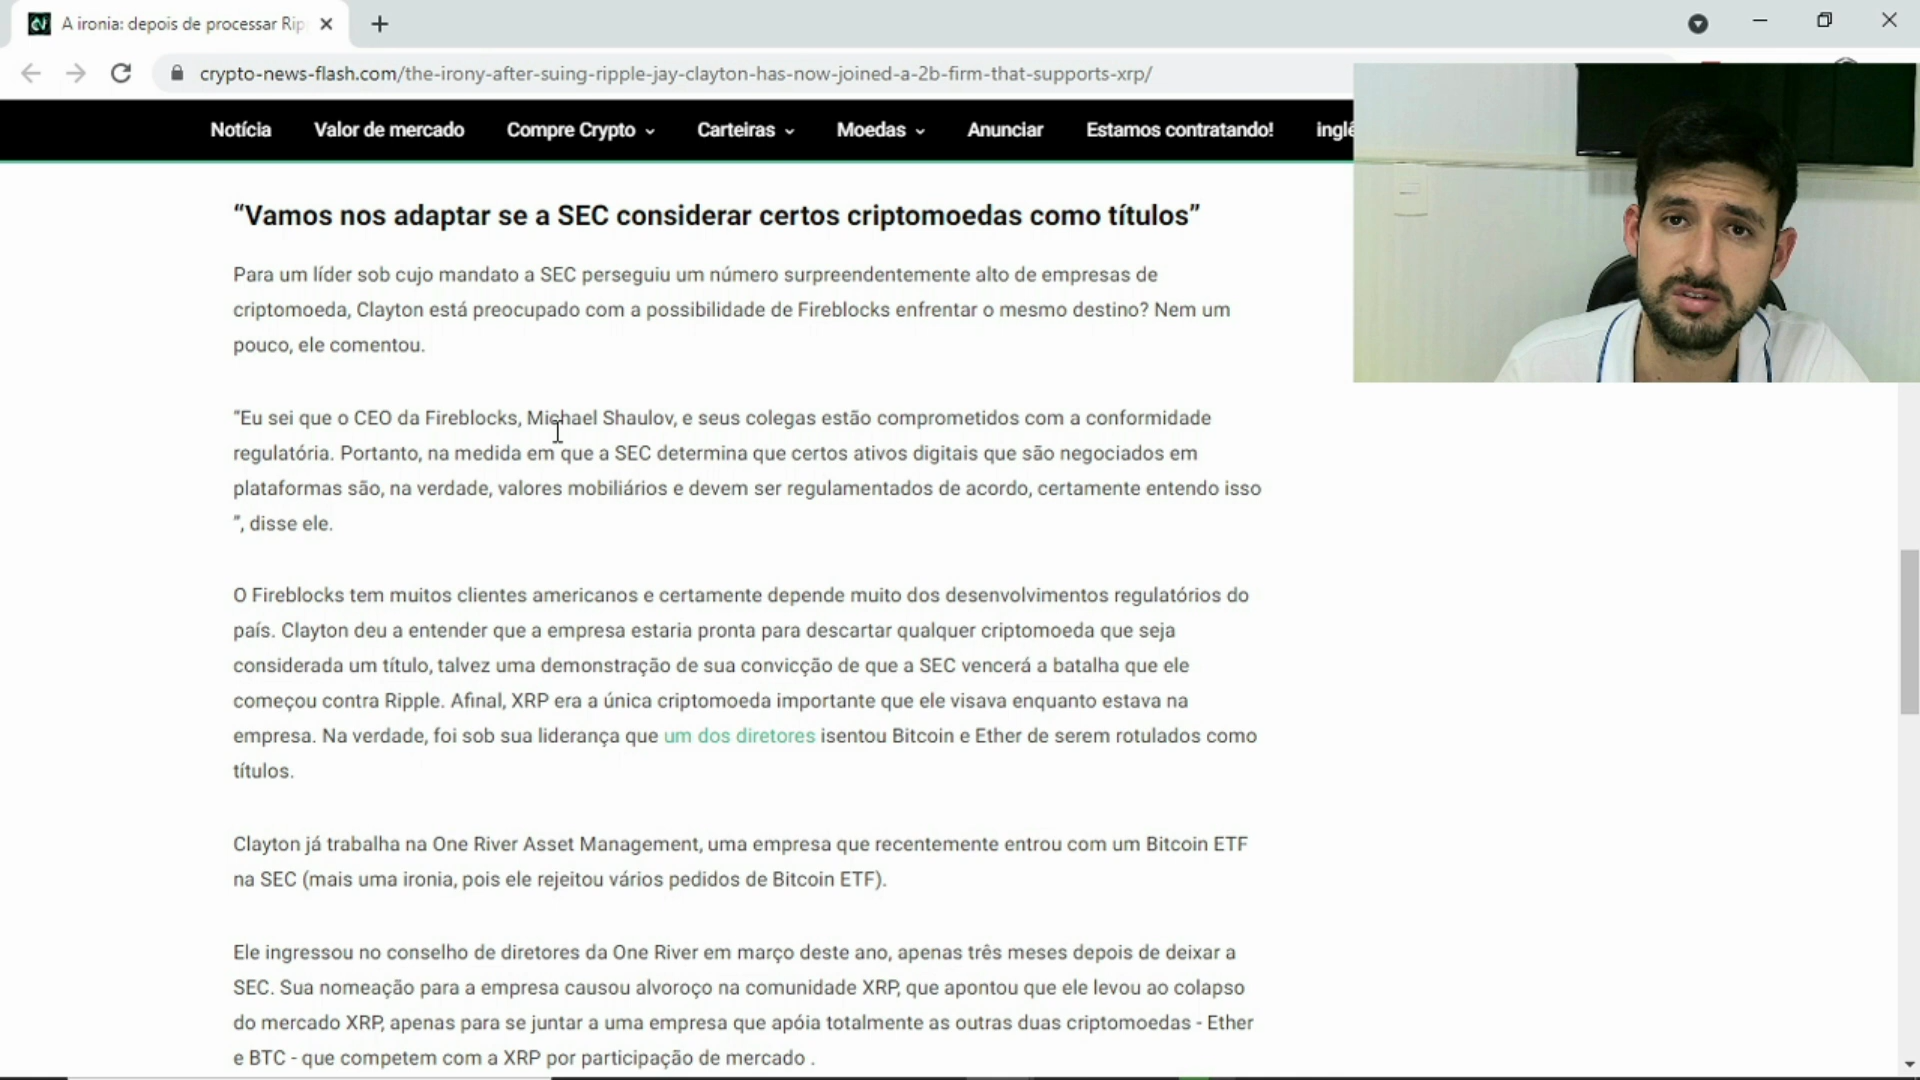 A ironia: depois de processar Rip
crypto-news-flash.com/the-irony-after-suing-ripple-jay-clayton-has-now-joined-a-2b-firm-that-supports-xrp/
Notícia Valor de mercado Compre Crypto Carteiras Moedas Anunciar Estamos contratando! inglê
“Vamos nos adaptar se a SEC considerar certos criptomoedas como títulos”
Para um líder sob cujo mandato a SEC perseguiu um número surpreendentemente alto de empresas de
criptomoeda, Clayton está preocupado com a possibilidade de Fireblocks enfrentar o mesmo destino? Nem um
pouco, ele comentou.
“Eu sei que o CEO da Fireblocks, Michael Shaulov, e seus colegas estão comprometidos com a conformidade
regulatória. Portanto, na medida em que a SEC determina que certos ativos digitais que são negociados em
plataformas são, na verdade, valores mobiliários e devem ser regulamentados de acordo, certamente entendo isso
”, disse ele.
O Fireblocks tem muitos clientes americanos e certamente depende muito dos desenvolvimentos regulatórios do
país. Clayton deu a entender que a empresa estaria pronta para descartar qualquer criptomoeda que seja
considerada um título, talvez uma demonstração de sua convicção de que a SEC vencerá a batalha que ele
começou contra Ripple. Afinal, XRP era a única criptomoeda importante que ele visava enquanto estava na
empresa. Na verdade, foi sob sua liderança que um dos diretores isentou Bitcoin e Ether de serem rotulados como
títulos.
Clayton já trabalha na One River Asset Management, uma empresa que recentemente entrou com um Bitcoin ETF
na SEC (mais uma ironia, pois ele rejeitou vários pedidos de Bitcoin ETF).
Ele ingressou no conselho de diretores da One River em março deste ano, apenas três meses depois de deixar a
SEC. Sua nomeação para a empresa causou alvoroço na comunidade XRP, que apontou que ele levou ao colapso
do mercado XRP, apenas para se juntar a uma empresa que apóia totalmente as outras duas criptomoedas - Ether
e BTC - que competem com a XRP por participação de mercado .